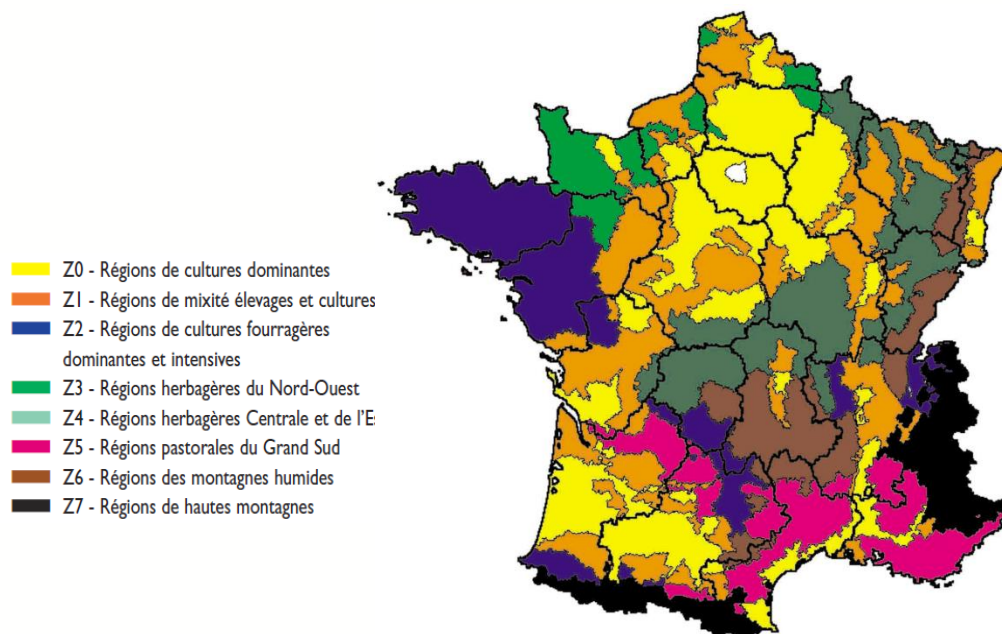 Z0 - Régions de cultures dominantes
Z1 - Régions de mixité élevages et cultures
Z2 - Régions de cultures fourragères
dominantes et intensives
Z3 - Régions herbagères du Nord-Ouest
Z4 - Régions herbagères Centrale et de l'E
Z5 - Régions pastorales du Grand Sud
Z6 - Régions des montagnes humides
Z7 - Régions de hautes montagnes